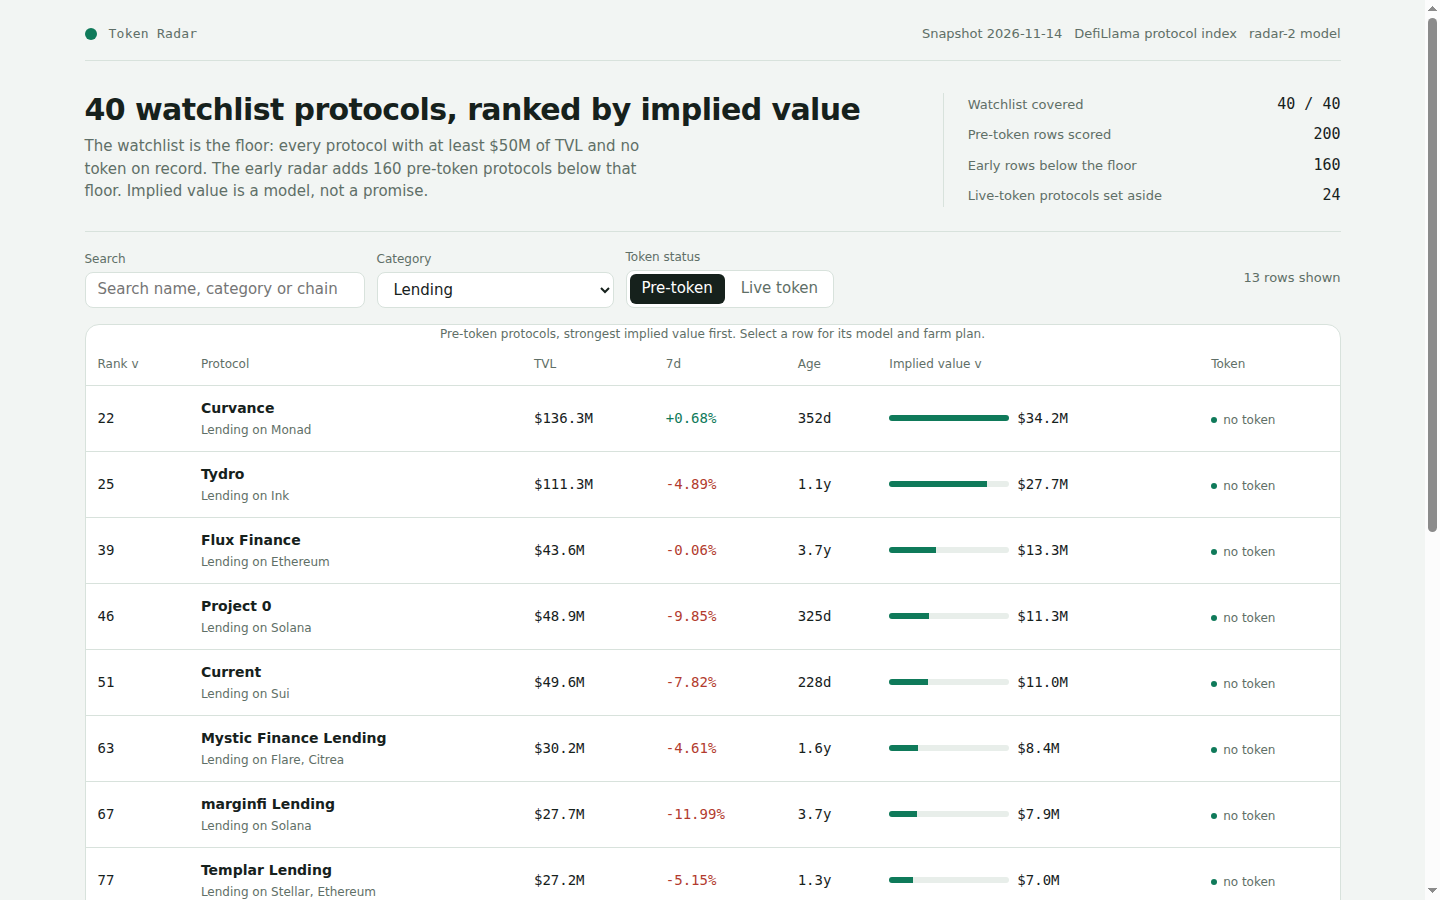 Token Radar
Snapshot 2026-11-14 DefiLlama protocol index radar-2 model
40 watchlist protocols, ranked by implied value
The watchlist is the floor: every protocol with at least $50M of TVL and no
token on record. The early radar adds 160 pre-token protocols below that
floor. Implied value is a model, not a promise.
Watchlist covered 40 / 40
Pre-token rows scored 200
Early rows below the floor 160
Live-token protocols set aside 24
Search
Category
Token status
Search name, category or chain
Lending
Pre-token
Live token
13 rows shown
Pre-token protocols, strongest implied value first. Select a row for its model and farm plan.
Rank v Protocol TVL 7d Age Implied value v Token
22 Curvance $136.3M +0.68% 352d $34.2M no token
Lending on Monad
25 Tydro $111.3M -4.89% 1.1y $27.7M no token
Lending on Ink
39 Flux Finance $43.6M -0.06% 3.7y $13.3M no token
Lending on Ethereum
46 Project 0 $48.9M -9.85% 325d $11.3M no token
Lending on Solana
51 Current $49.6M -7.82% 228d $11.0M no token
Lending on Sui
63 Mystic Finance Lending $30.2M -4.61% 1.6y $8.4M no token
Lending on Flare, Citrea
67 marginfi Lending $27.7M -11.99% 3.7y $7.9M no token
Lending on Solana
77 Templar Lending $27.2M -5.15% 1.3y $7.0M no token
Lending on Stellar, Ethereum